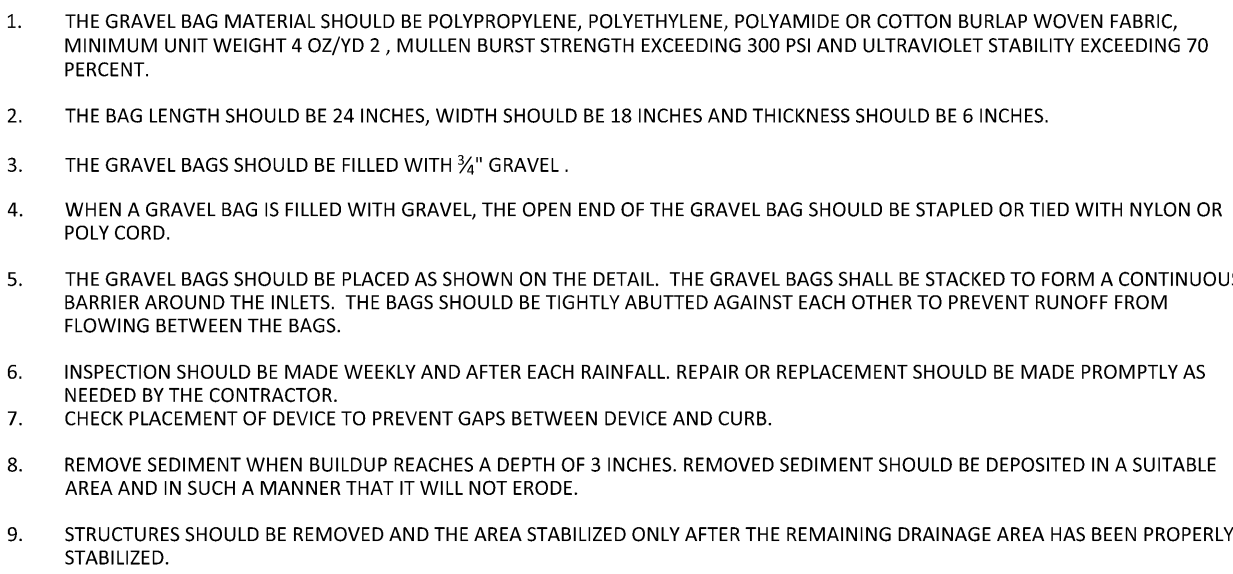 1. THE GRAVEL BAG MATERIAL SHOULD BE POLYPROPYLENE, POLYETHYLENE, POLYAMIDE OR COTTON BURLAP WOVEN FABRIC,
MINIMUM UNIT WEIGHT 4 OZ/YD 2 , MULLEN BURST STRENGTH EXCEEDING 300 PSI AND ULTRAVIOLET STABILITY EXCEEDING 70
PERCENT.
2. THE BAG LENGTH SHOULD BE 24 INCHES, WIDTH SHOULD BE 18 INCHES AND THICKNESS SHOULD BE 6 INCHES.
3. THE GRAVEL BAGS SHOULD BE FILLED WITH ¾" GRAVEL .
4. WHEN A GRAVEL BAG IS FILLED WITH GRAVEL, THE OPEN END OF THE GRAVEL BAG SHOULD BE STAPLED OR TIED WITH NYLON OR
POLY CORD.
5. THE GRAVEL BAGS SHOULD BE PLACED AS SHOWN ON THE DETAIL. THE GRAVEL BAGS SHALL BE STACKED TO FORM A CONTINUOUS
BARRIER AROUND THE INLETS. THE BAGS SHOULD BE TIGHTLY ABUTTED AGAINST EACH OTHER TO PREVENT RUNOFF FROM
FLOWING BETWEEN THE BAGS.
6. INSPECTION SHOULD BE MADE WEEKLY AND AFTER EACH RAINFALL. REPAIR OR REPLACEMENT SHOULD BE MADE PROMPTLY AS
NEEDED BY THE CONTRACTOR.
7. CHECK PLACEMENT OF DEVICE TO PREVENT GAPS BETWEEN DEVICE AND CURB.
8. REMOVE SEDIMENT WHEN BUILDUP REACHES A DEPTH OF 3 INCHES. REMOVED SEDIMENT SHOULD BE DEPOSITED IN A SUITABLE
AREA AND IN SUCH A MANNER THAT IT WILL NOT ERODE.
9. STRUCTURES SHOULD BE REMOVED AND THE AREA STABILIZED ONLY AFTER THE REMAINING DRAINAGE AREA HAS BEEN PROPERLY
STABILIZED.